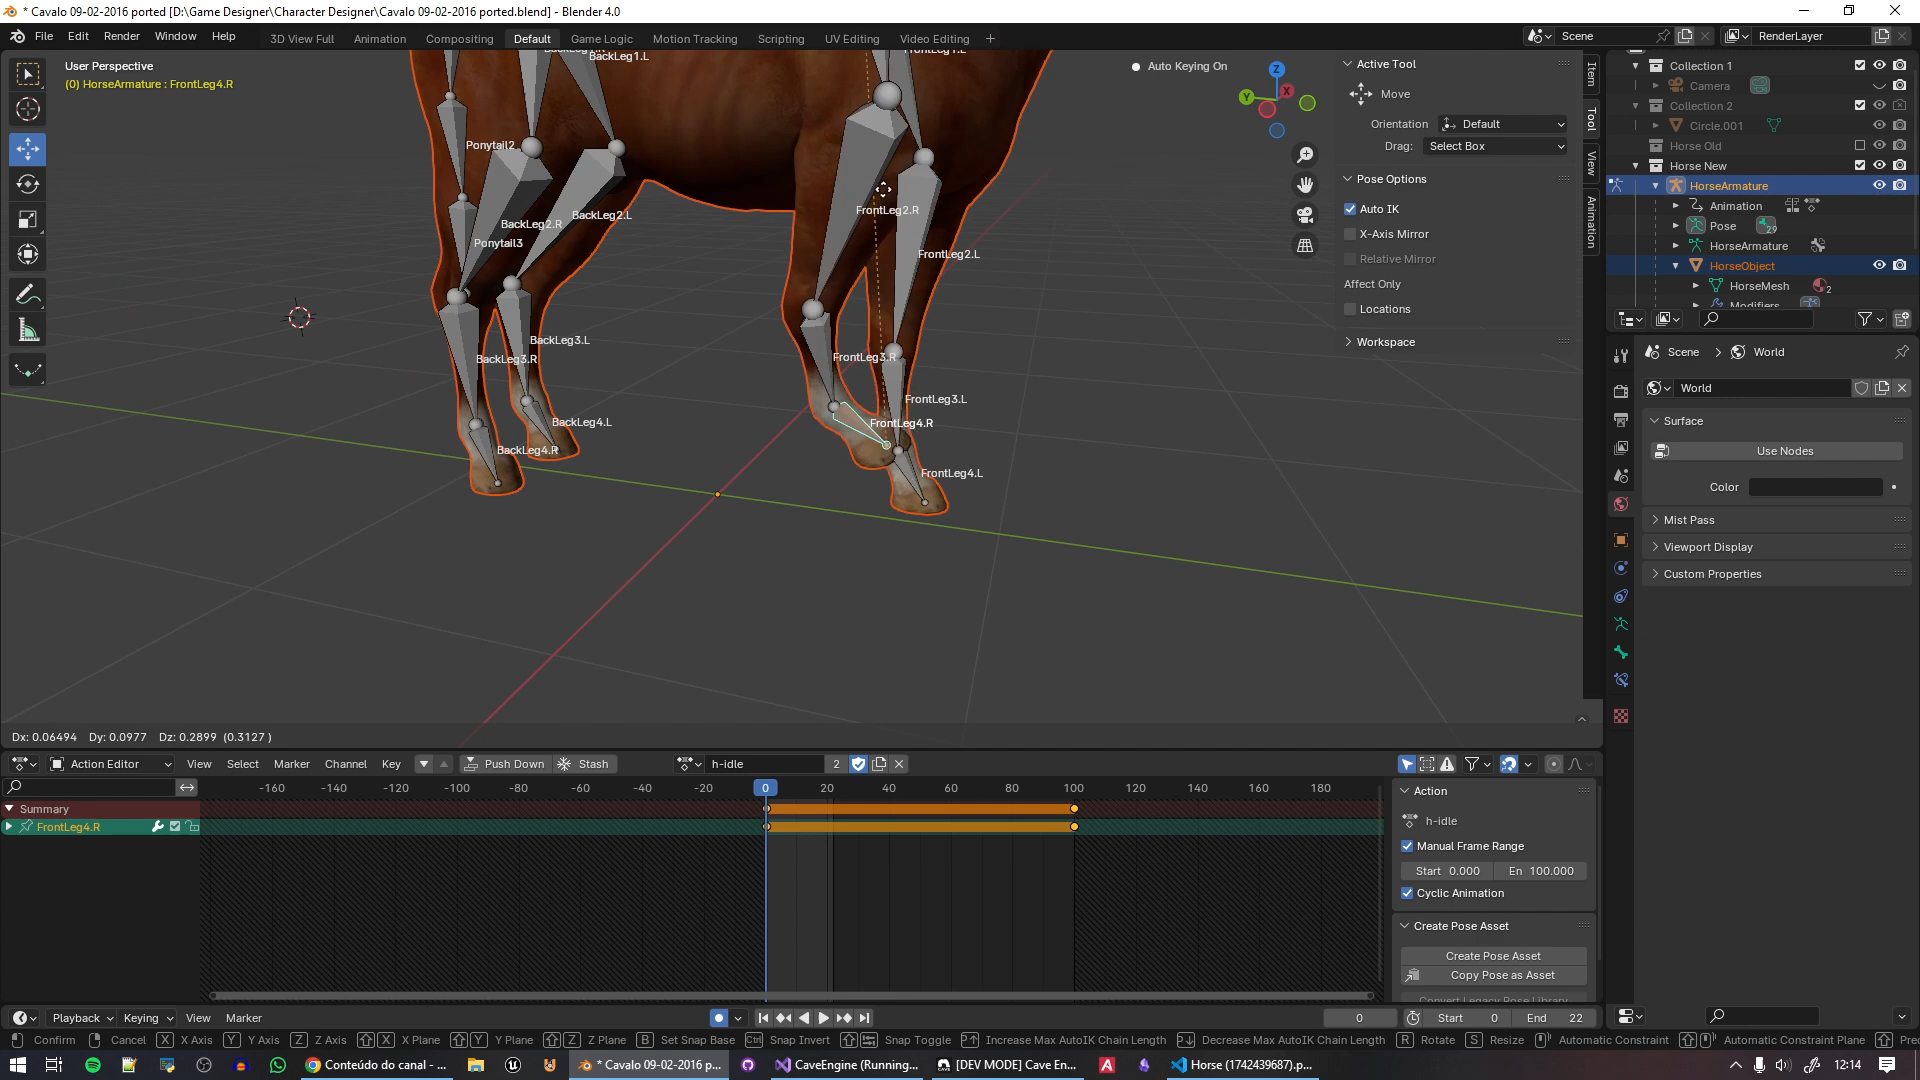 * Cavalo 09-02-2016 ported [D:\Game Designer\Character Designer\Cavalo 09-02-2016 ported.blend] - Blender 4.0
File Edit Render Window Help 3D View Full Animation Compositing Default Game Logic Motion Tracking Scripting UV Editing Video Editing Scene RenderLayer
User Perspective
(0) HorseArmature : FrontLeg4.R
Auto Keying On
BackLeg1.L
Ponytail2
BackLeg2.R
BackLeg2.L
Ponytail3
BackLeg3.R
BackLeg3.L
BackLeg4.L
BackLeg4.R
FrontLeg2.R
FrontLeg2.L
FrontLeg3.R
FrontLeg3.L
FrontLeg4.R
FrontLeg4.L
Z
Y
X
Active Tool
Move
Orientation Default
Drag: Select Box
Pose Options
Auto IK
X-Axis Mirror
Relative Mirror
Affect Only
Locations
Workspace
Item
Tool
View
Animation
Collection 1
Camera
Collection 2
Circle.001
Horse Old
Horse New
HorseArmature
Animation
Pose 29
HorseArmature
HorseObject
HorseMesh 2
Modifiers
Scene > World
World
Surface
Use Nodes
Color
Mist Pass
Viewport Display
Custom Properties
Dx: 0.06494 Dy: 0.0977 Dz: 0.2899 (0.3127 )
Action Editor View Select Marker Channel Key Push Down Stash h-idle 2
-160 -140 -120 -100 -80 -60 -40 -20 0 20 40 60 80 100 120 140 160 180
Summary
FrontLeg4.R
Action
h-idle
Manual Frame Range
Start 0.000 En 100.000
Cyclic Animation
Create Pose Asset
Create Pose Asset
Copy Pose as Asset
Convert Legacy Pose Library
Playback Keying View Marker 0 Start 0 End 22
Confirm Cancel X X Axis Y Y Axis Z Z Axis X X Plane Y Y Plane Z Z Plane B Set Snap Base Ctrl Snap Invert Snap Toggle Increase Max AutoIK Chain Length Decrease Max AutoIK Chain Length R Rotate S Resize Automatic Constraint Automatic Constraint Plane
Conteúdo do canal - ... * Cavalo 09-02-2016 p... CaveEngine (Running... [DEV MODE] Cave En... Horse (1742439687).p... 12:14